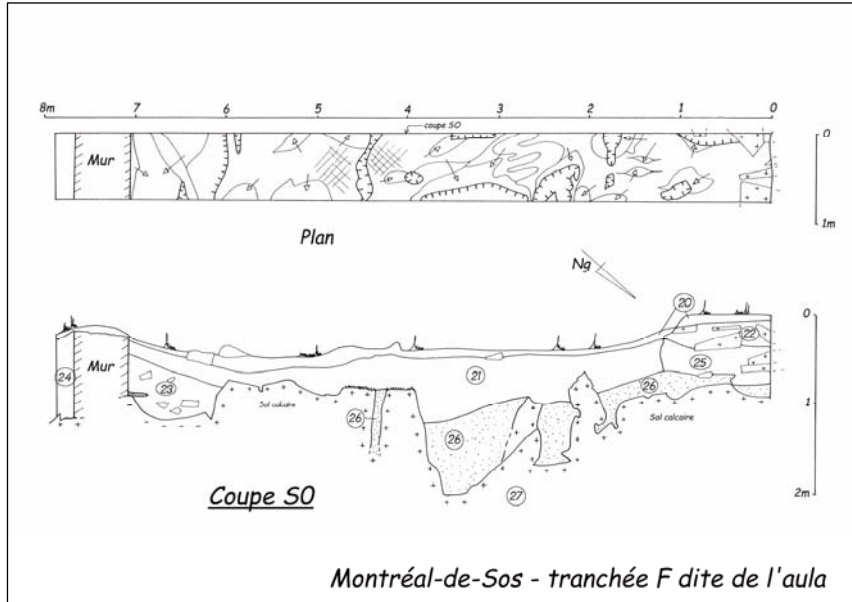 8m 7 6 5 4 3 2 1 0
coupe SO
0
Mur
1m
Plan
Ng
20
0
22
24
Mur
21
25
23
26
Sol calcaire
26
Sol calcaire
1
26
27
2m
Coupe SO
Montréal-de-Sos - tranchée F dite de l'aula